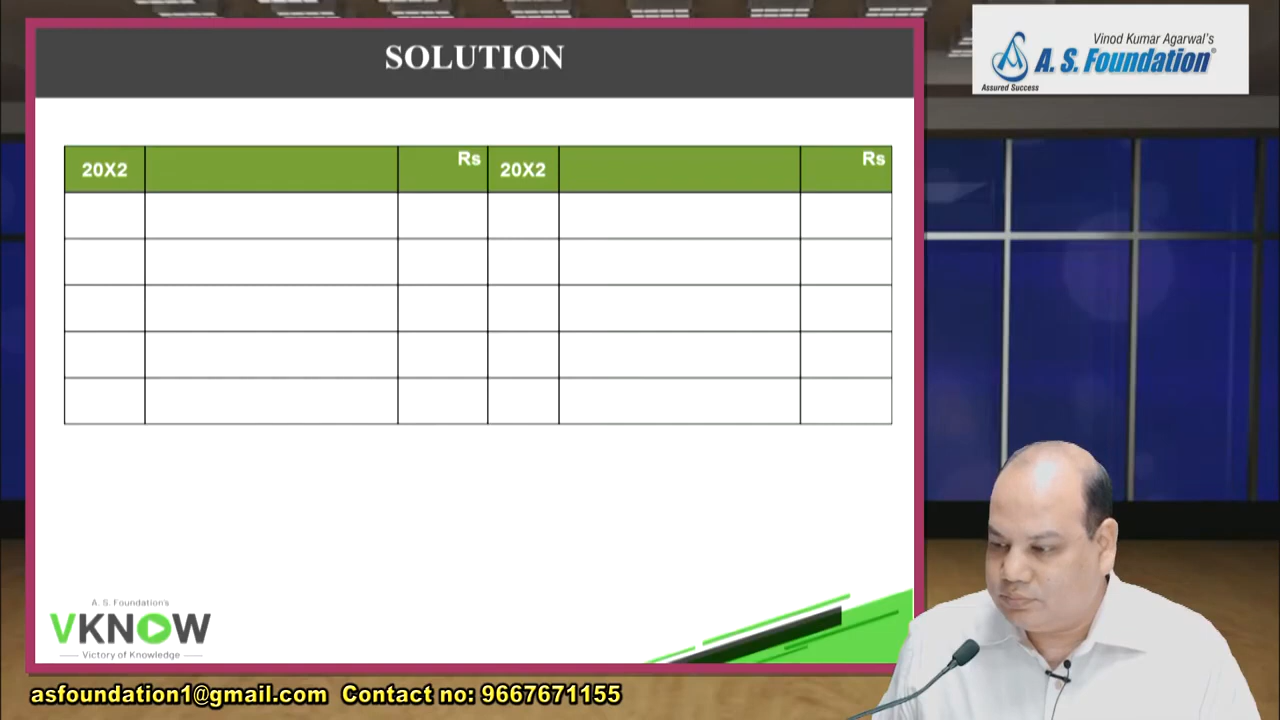 SOLUTION
Vinod Kumar Agarwal's
A. S. Foundation®
Assured Success
20X2 Rs 20X2 Rs
A. S. Foundation's
VKNOW
Victory of Knowledge
asfoundation1@gmail.com Contact no: 9667671155